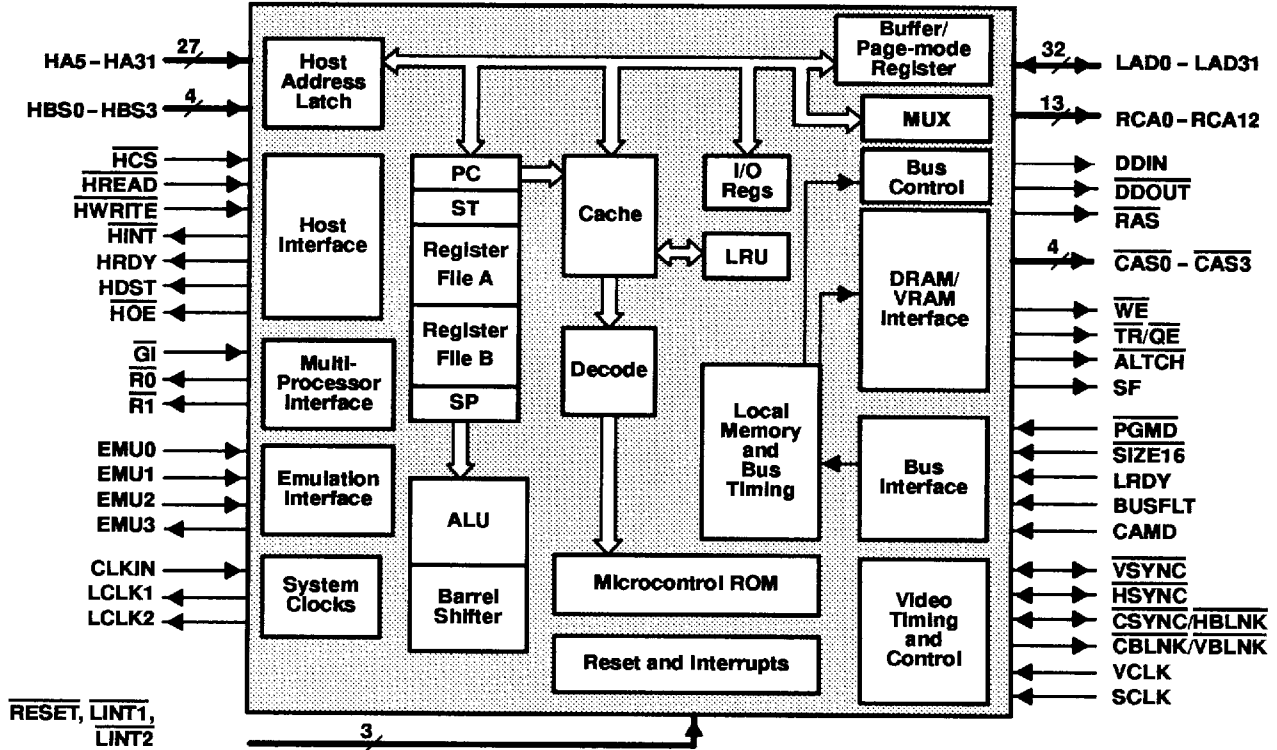 HA5–HA31
27
HBS0–HBS3
4
HCS
HREAD
HWRITE
HINT
HRDY
HDST
HOE
GI
R0
R1
EMU0
EMU1
EMU2
EMU3
CLKIN
LCLK1
LCLK2
RESET, LINT1,
LINT2
3
Host
Address
Latch
Host
Interface
Multi-
Processor
Interface
Emulation
Interface
System
Clocks
PC
ST
Register
File A
Register
File B
SP
ALU
Barrel
Shifter
Cache
Decode
Microcontrol ROM
Reset and Interrupts
I/O
Regs
LRU
Local
Memory
and
Bus
Timing
Buffer/
Page-mode
Register
MUX
Bus
Control
DRAM/
VRAM
Interface
Bus
Interface
Video
Timing
and
Control
32
LAD0 – LAD31
13
RCA0–RCA12
DDIN
DDOUT
RAS
4
CAS0 – CAS3
WE
TR/QE
ALTCH
SF
PGMD
SIZE16
LRDY
BUSFLT
CAMD
VSYNC
HSYNC
CSYNC/HBLNK
CBLNK/VBLNK
VCLK
SCLK